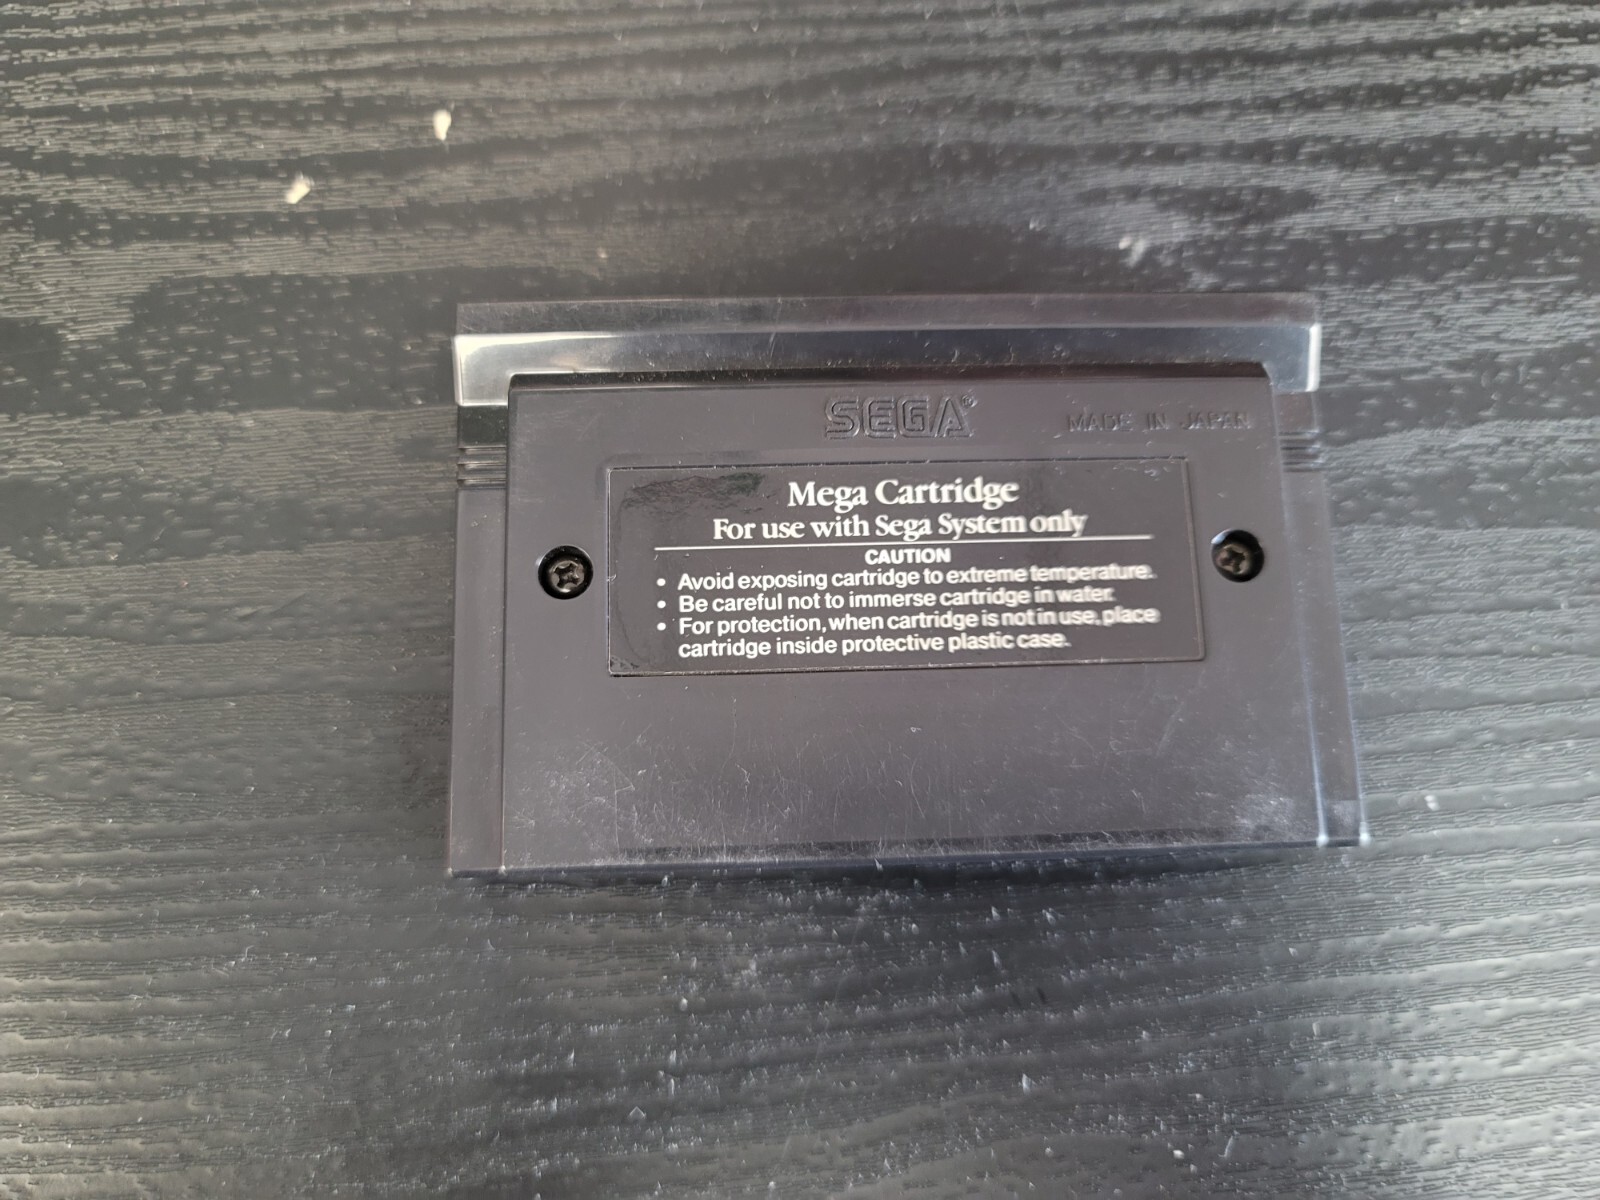 SEGA®
MADE IN JAPAN
Mega Cartridge
For use with Sega System only
CAUTION
• Avoid exposing cartridge to extreme temperature.
• Be careful not to immerse cartridge in water.
• For protection, when cartridge is not in use, place
cartridge inside protective plastic case.